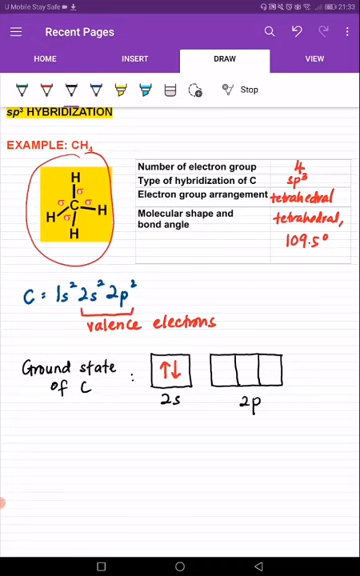 U Mobile Stay Safe
21:33
Recent Pages
HOME INSERT DRAW VIEW
Stop
sp³ HYBRIDIZATION
EXAMPLE: CH₄
H
σ
H σ C σ H
σ
H
Number of electron group 4
Type of hybridization of C sp³
Electron group arrangement tetrahedral
Molecular shape and bond angle tetrahedral, 109.5°
C = 1s² 2s² 2p²
valence electrons
Ground state of C : ↑↓
2s 2p